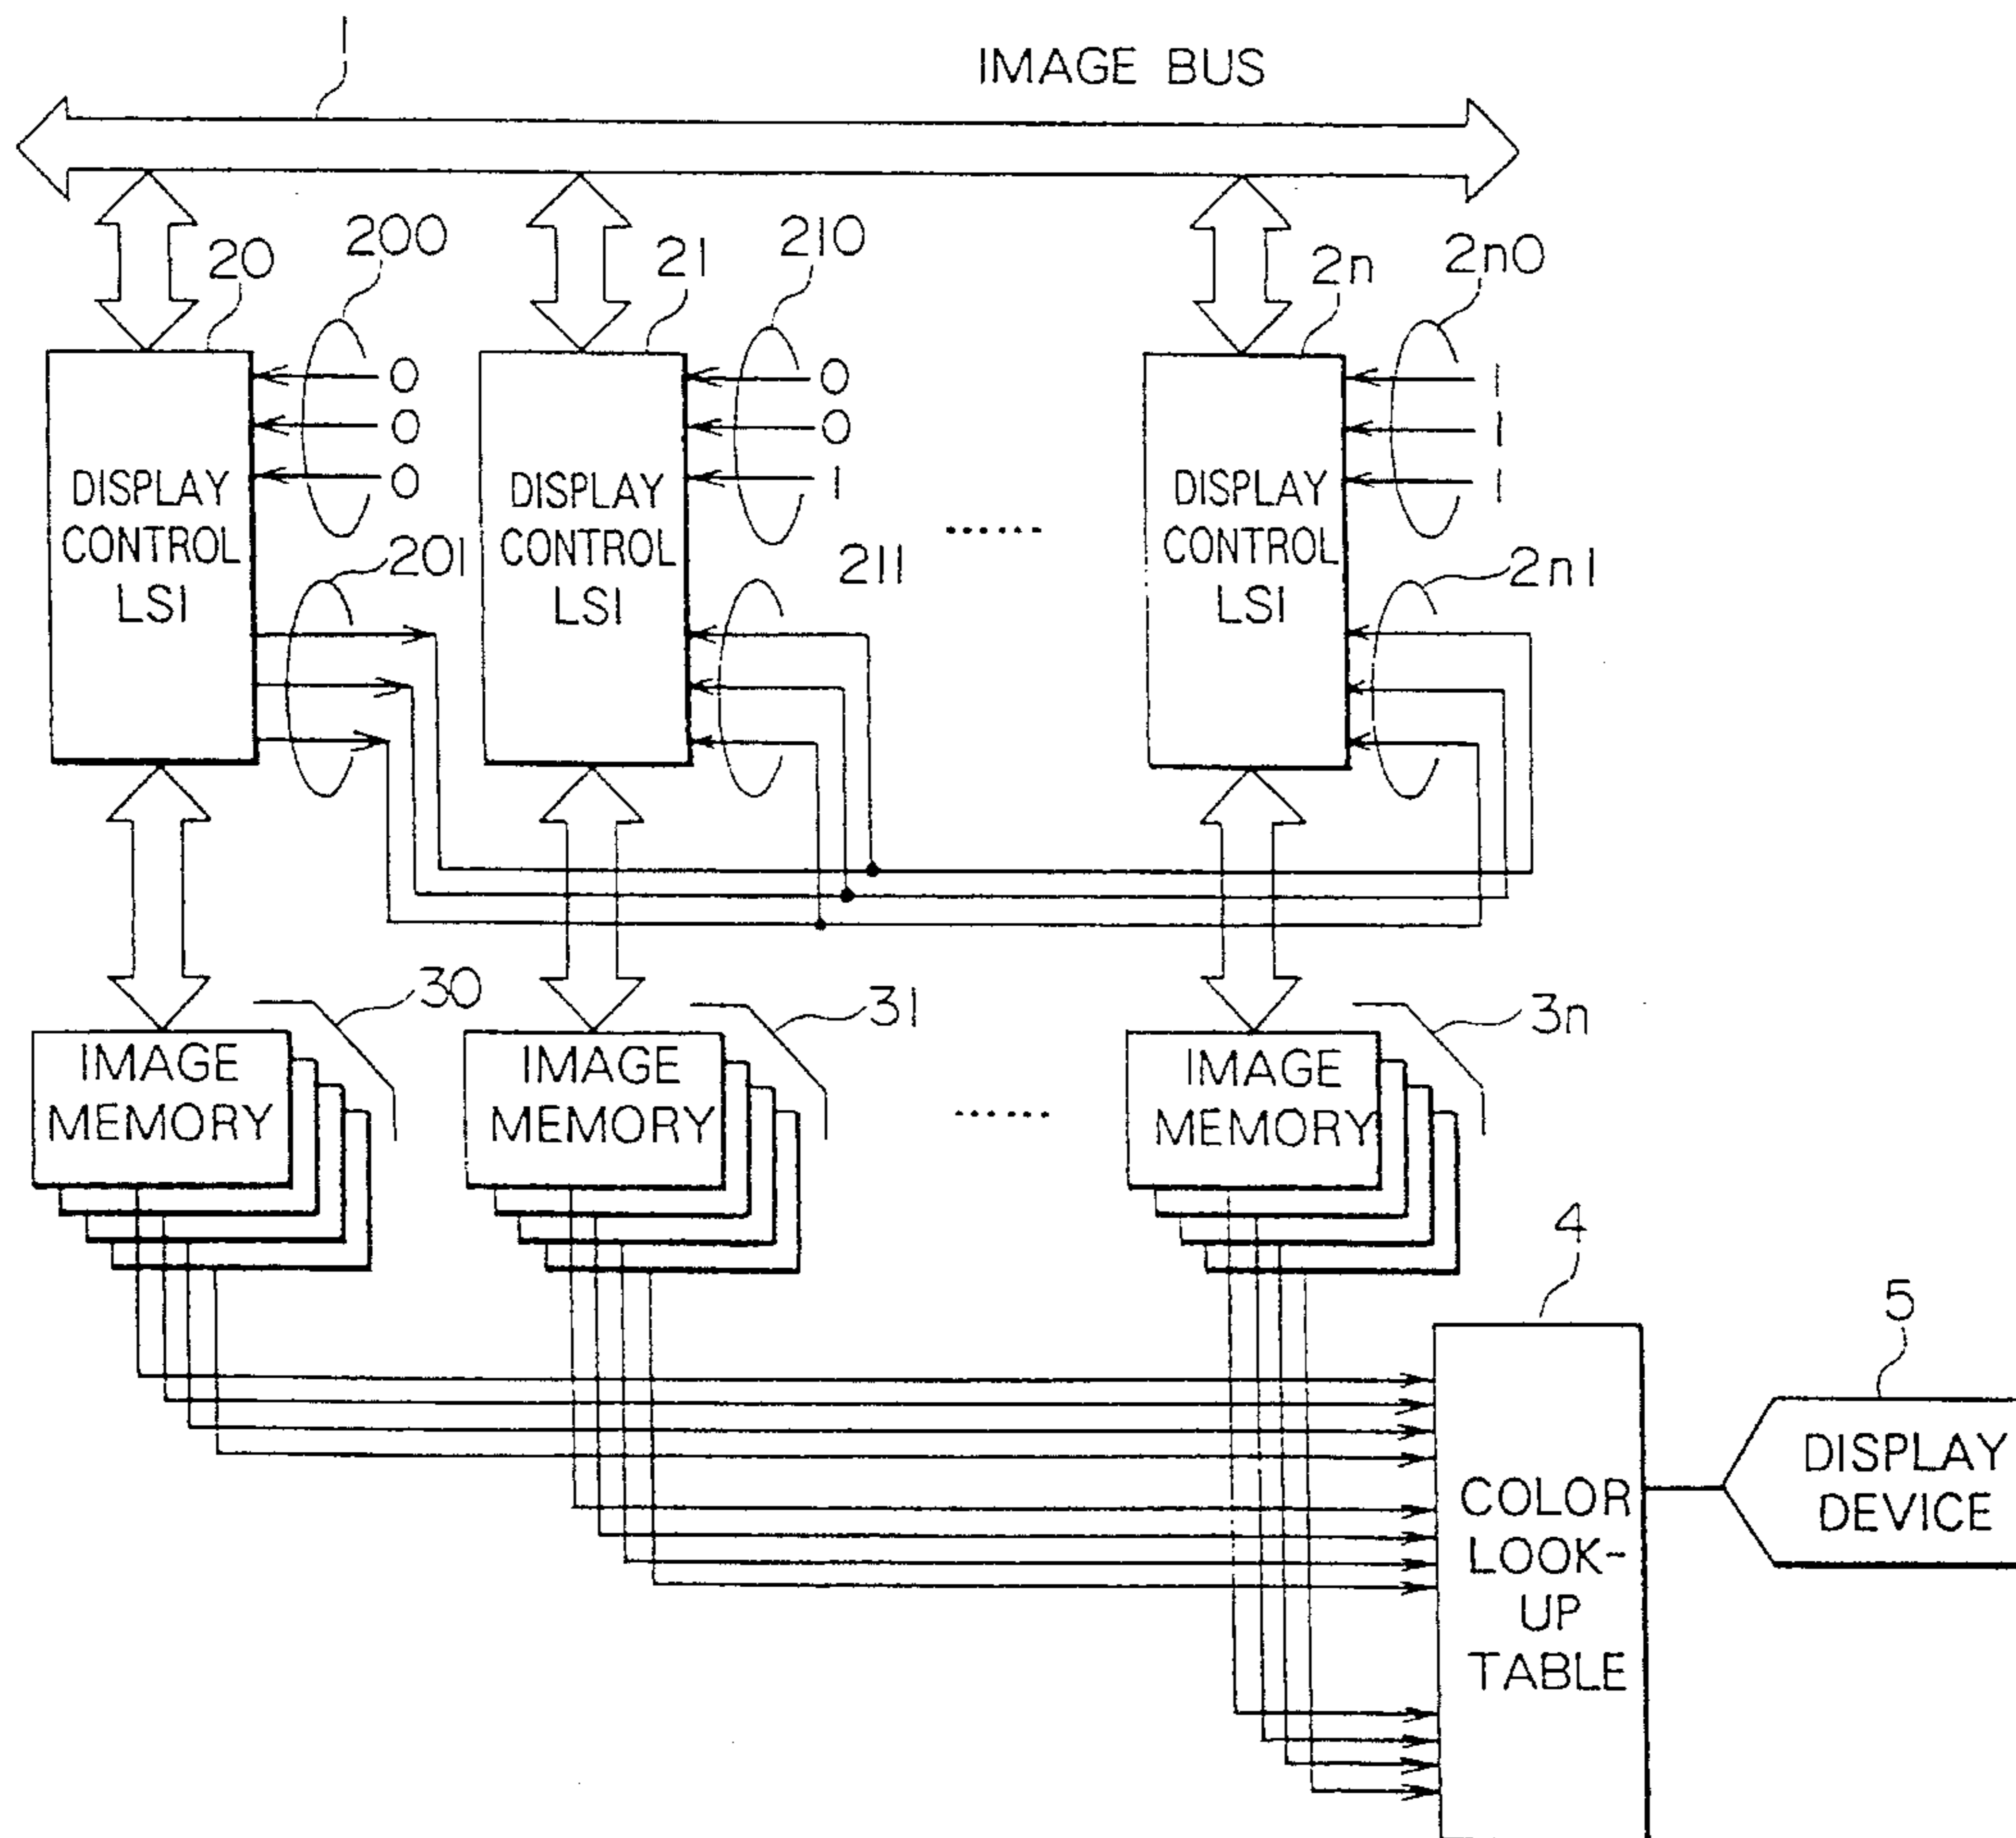 1
IMAGE BUS
200
210
20
21
2n
2n0
0
0
0
0
0
1
1
1
1
DISPLAY
CONTROL
LSI
DISPLAY
CONTROL
LSI
......
DISPLAY
CONTROL
LSI
201
211
2n1
30
31
3n
IMAGE
MEMORY
IMAGE
MEMORY
......
IMAGE
MEMORY
4
5
COLOR
LOOK-
UP
TABLE
DISPLAY
DEVICE